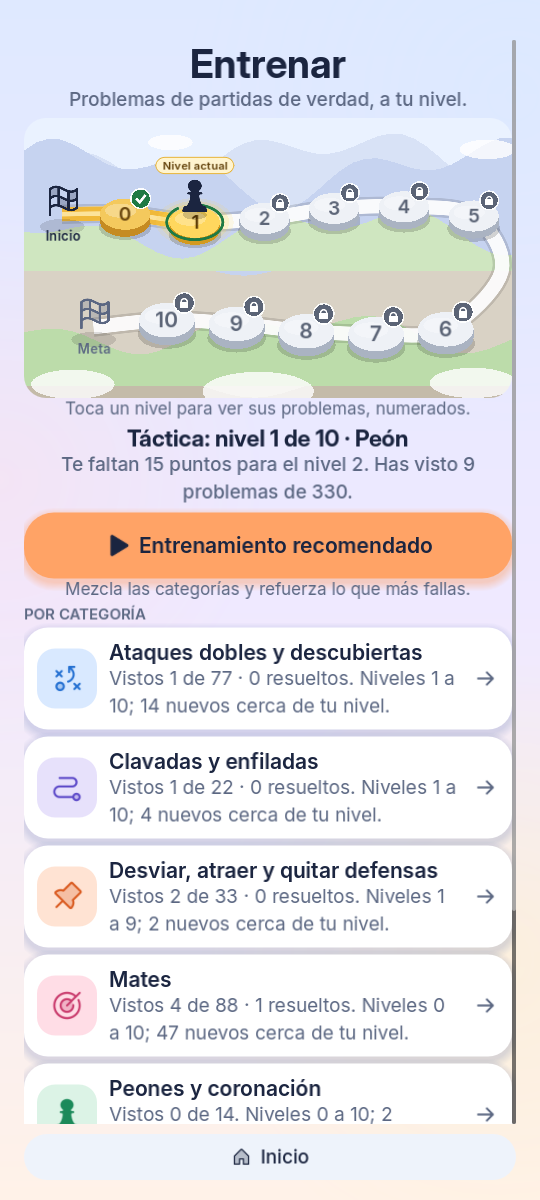 Entrenar
Problemas de partidas de verdad, a tu nivel.
Nivel actual
Inicio
0
1
2
3
4
5
Meta
10
9
8
7
6
Toca un nivel para ver sus problemas, numerados.
Táctica: nivel 1 de 10 · Peón
Te faltan 15 puntos para el nivel 2. Has visto 9
problemas de 330.
Entrenamiento recomendado
Mezcla las categorías y refuerza lo que más fallas.
POR CATEGORÍA
Ataques dobles y descubiertas
Vistos 1 de 77 · 0 resueltos. Niveles 1 a
10; 14 nuevos cerca de tu nivel.
Clavadas y enfiladas
Vistos 1 de 22 · 0 resueltos. Niveles 1 a
10; 4 nuevos cerca de tu nivel.
Desviar, atraer y quitar defensas
Vistos 2 de 33 · 0 resueltos. Niveles 1
a 9; 2 nuevos cerca de tu nivel.
Mates
Vistos 4 de 88 · 1 resueltos. Niveles 0
a 10; 47 nuevos cerca de tu nivel.
Peones y coronación
Vistos 0 de 14. Niveles 0 a 10; 2
Inicio